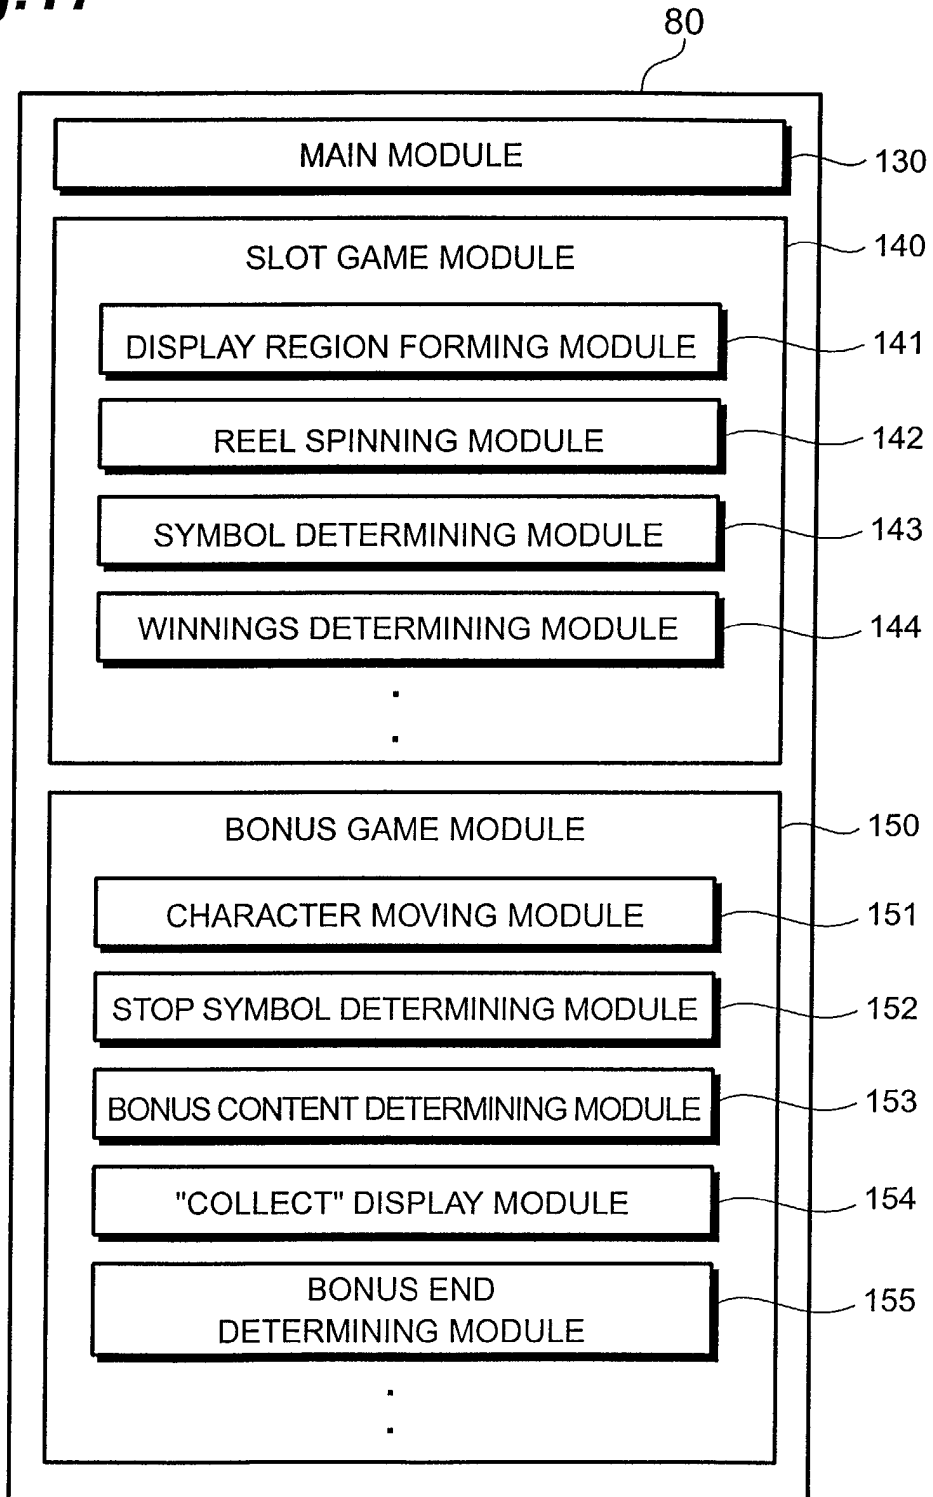 80
MAIN MODULE
130
SLOT GAME MODULE
140
DISPLAY REGION FORMING MODULE
141
REEL SPINNING MODULE
142
SYMBOL DETERMINING MODULE
143
WINNINGS DETERMINING MODULE
144
BONUS GAME MODULE
150
CHARACTER MOVING MODULE
151
STOP SYMBOL DETERMINING MODULE
152
BONUS CONTENT DETERMINING MODULE
153
"COLLECT" DISPLAY MODULE
154
BONUS END
DETERMINING MODULE
155